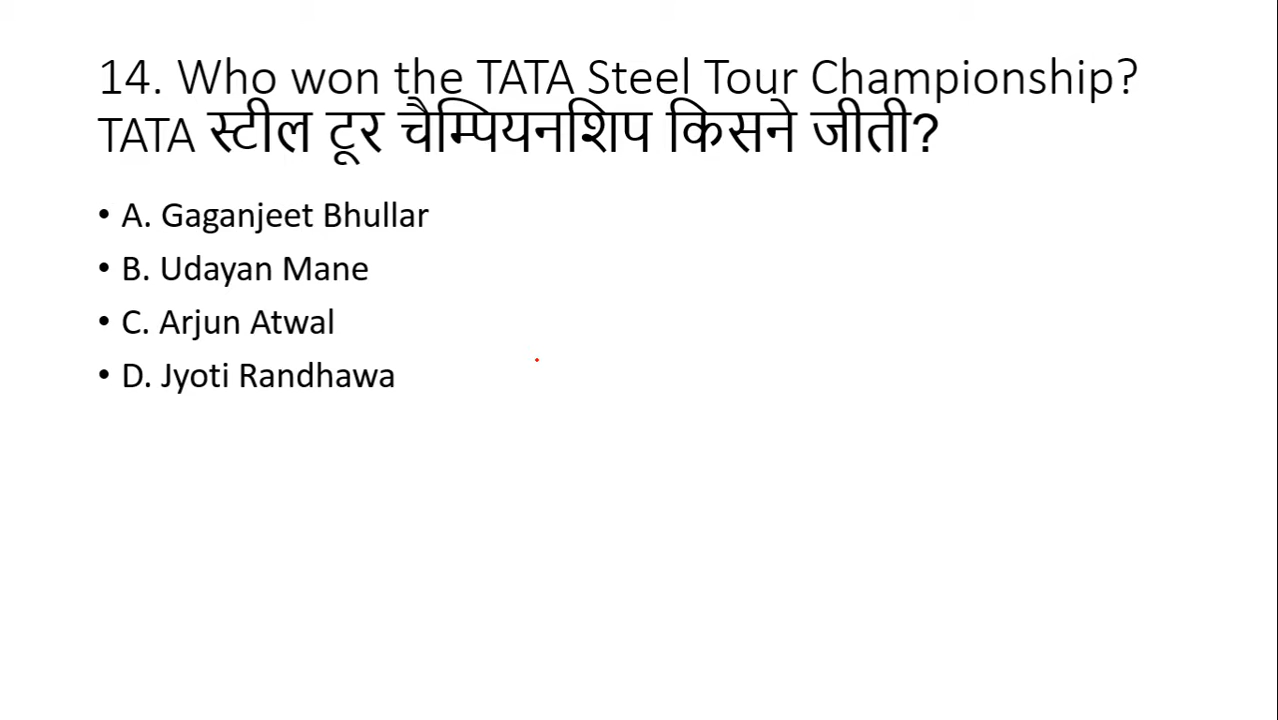 14. Who won the TATA Steel Tour Championship?
TATA स्टील टूर चैम्पियनशिप किसने जीती?
• A. Gaganjeet Bhullar
• B. Udayan Mane
• C. Arjun Atwal
• D. Jyoti Randhawa